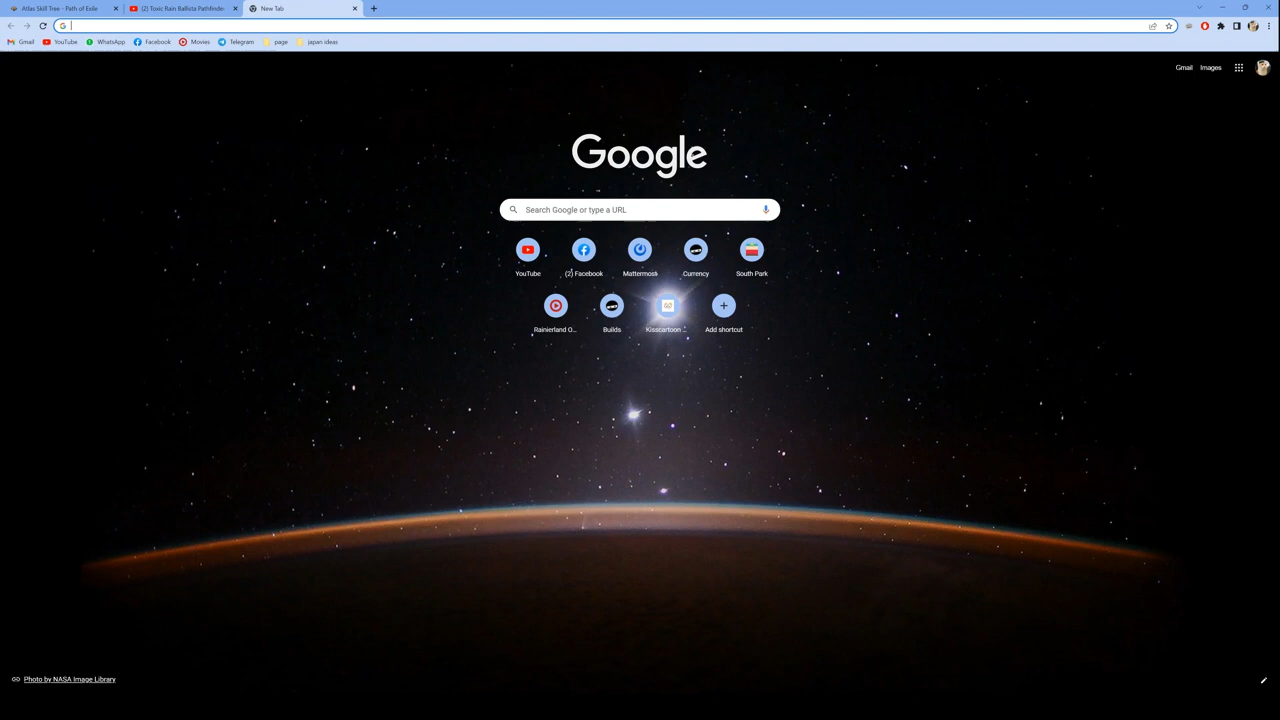 Atlas Skill Tree - Path of Exile
(2) Toxic Rain Ballista Pathfinder
New Tab
Gmail
YouTube
WhatsApp
Facebook
Movies
Telegram
page
japan ideas
Gmail
Images
Google
Search Google or type a URL
YouTube
(2) Facebook
Mattermost
Currency
South Park
Rainierland O...
Builds
Kisscartoon ...
Add shortcut
Photo by NASA Image Library